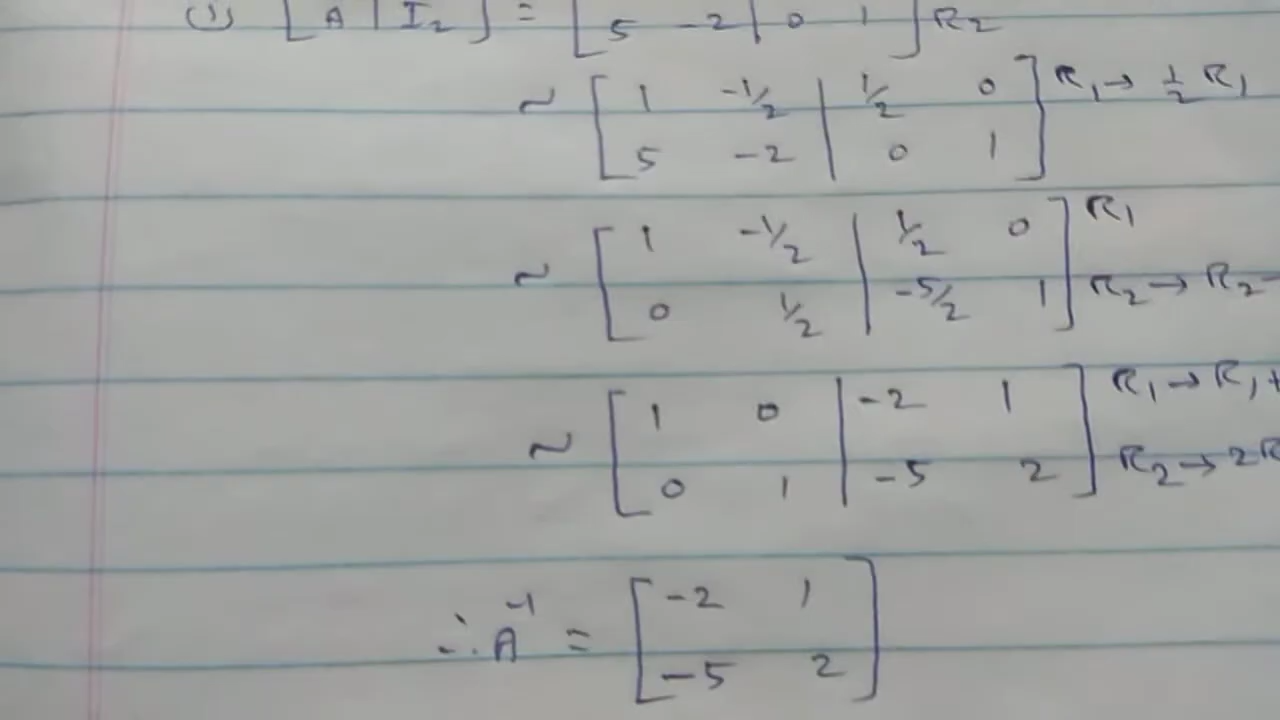 (i) [ A | I₂ ] = [ 5 -2 | 0 1 ] R₂
~ [ 1 -1/2 | 1/2 0 ] R₁ → 1/2 R₁
[ 5 -2 | 0 1 ]
~ [ 1 -1/2 | 1/2 0 ] R₁
[ 0 1/2 | -5/2 1 ] R₂ → R₂ -
~ [ 1 0 | -2 1 ] R₁ → R₁ +
[ 0 1 | -5 2 ] R₂ → 2R
∴ A⁻¹ = [ -2 1 ]
[ -5 2 ]